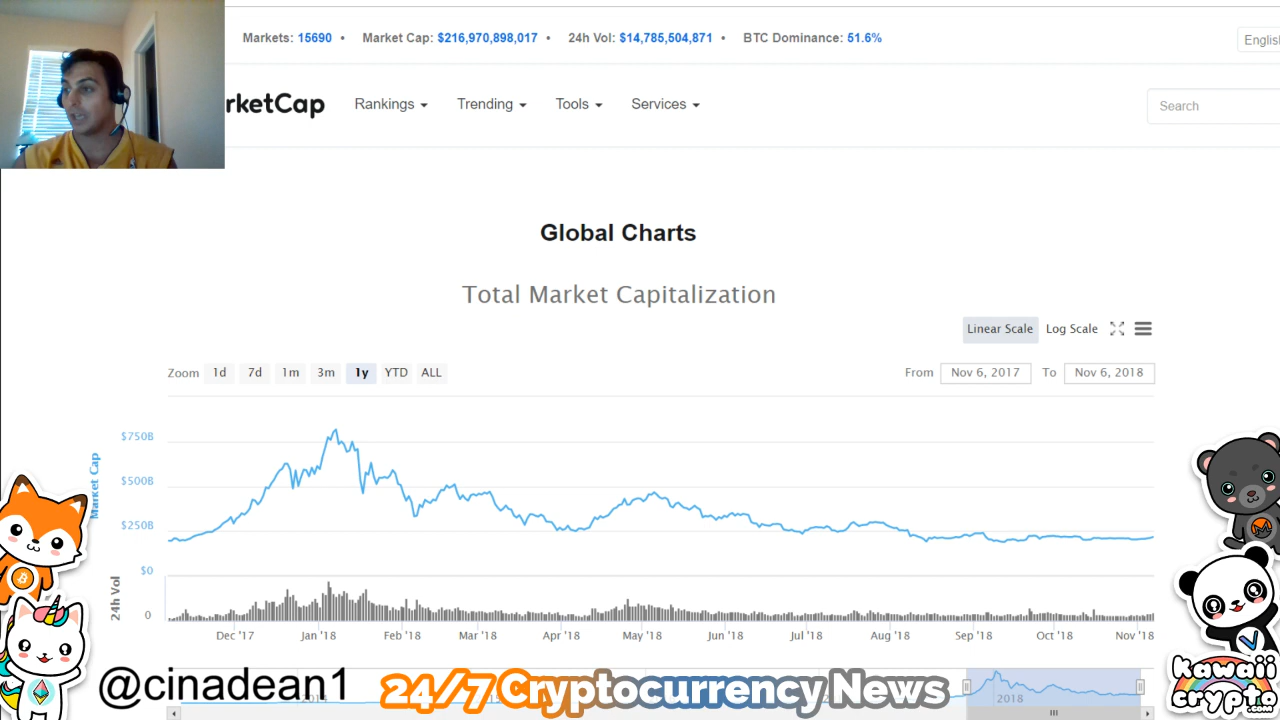 Markets: 15690 • Market Cap: $216,970,898,017 • 24h Vol: $14,785,504,871 • BTC Dominance: 51.6%
English
rketCap Rankings Trending Tools Services
Search
Global Charts
Total Market Capitalization
Linear Scale Log Scale
Zoom 1d 7d 1m 3m 1y YTD ALL From Nov 6, 2017 To Nov 6, 2018
$750B
$500B
$250B
$0
Market Cap
24h Vol
0
Dec '17 Jan '18 Feb '18 Mar '18 Apr '18 May '18 Jun '18 Jul '18 Aug '18 Sep '18 Oct '18 Nov '18
2014 2018
@cinadean1
24/7 Cryptocurrency News
kawaii
crypto
.com